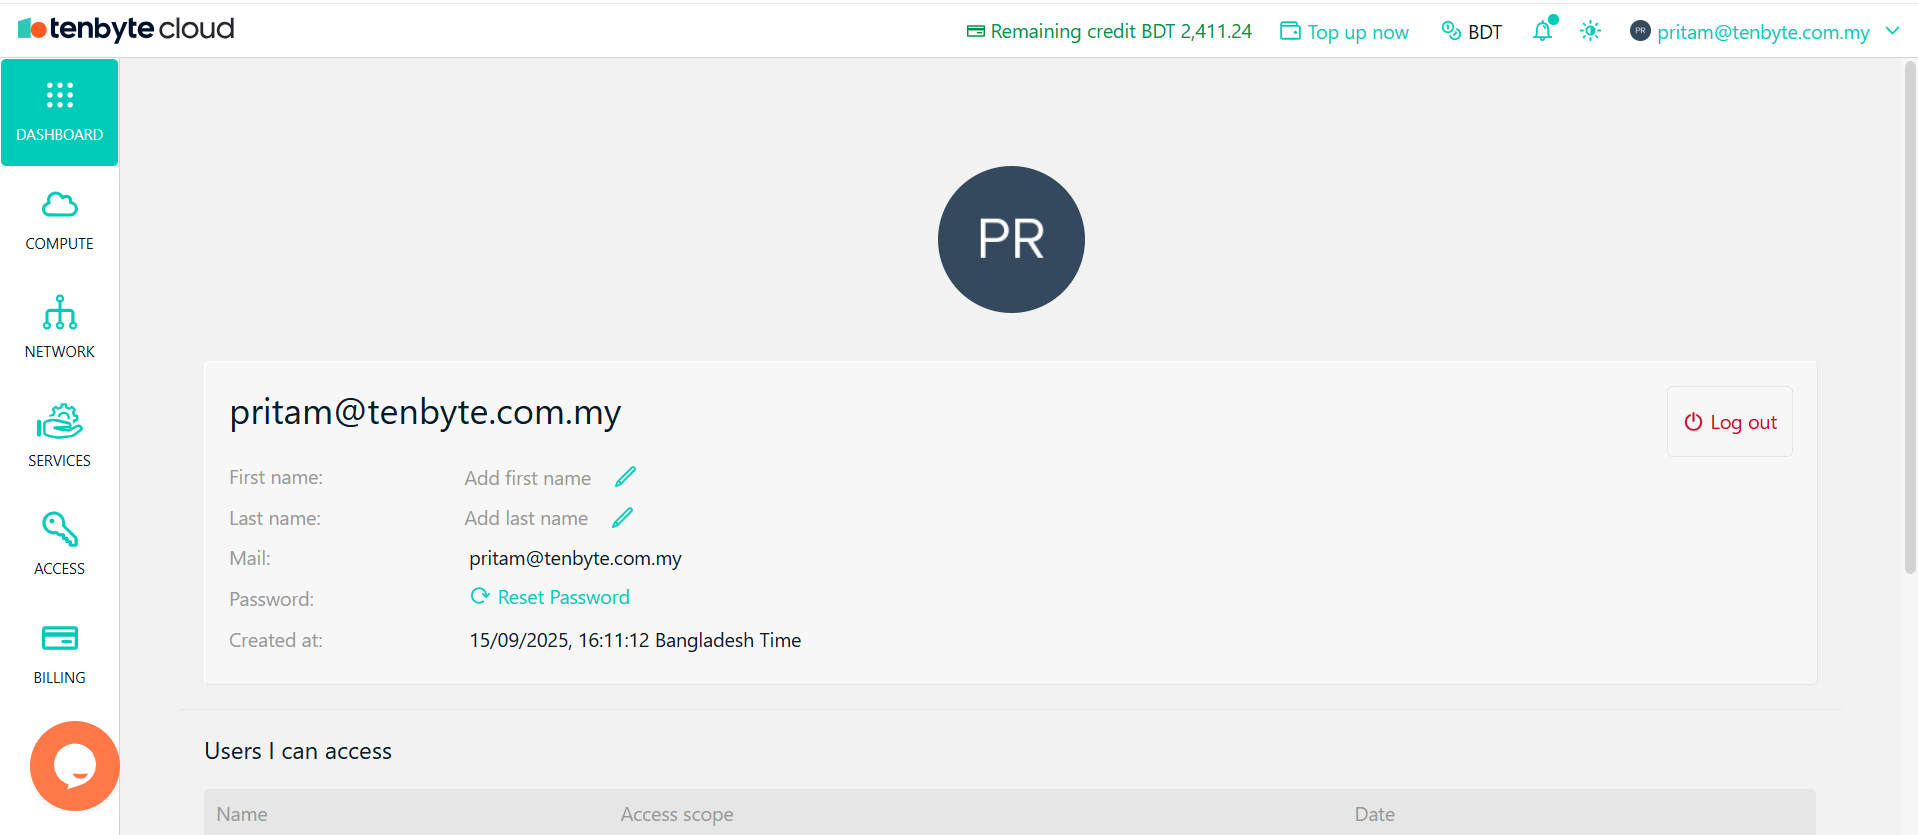 tenbyte cloud
Remaining credit BDT 2,411.24
Top up now
BDT
PR
pritam@tenbyte.com.my
DASHBOARD
COMPUTE
NETWORK
SERVICES
ACCESS
BILLING
PR
pritam@tenbyte.com.my
Log out
First name: Add first name
Last name: Add last name
Mail: pritam@tenbyte.com.my
Password: Reset Password
Created at: 15/09/2025, 16:11:12 Bangladesh Time
Users I can access
Name Access scope Date